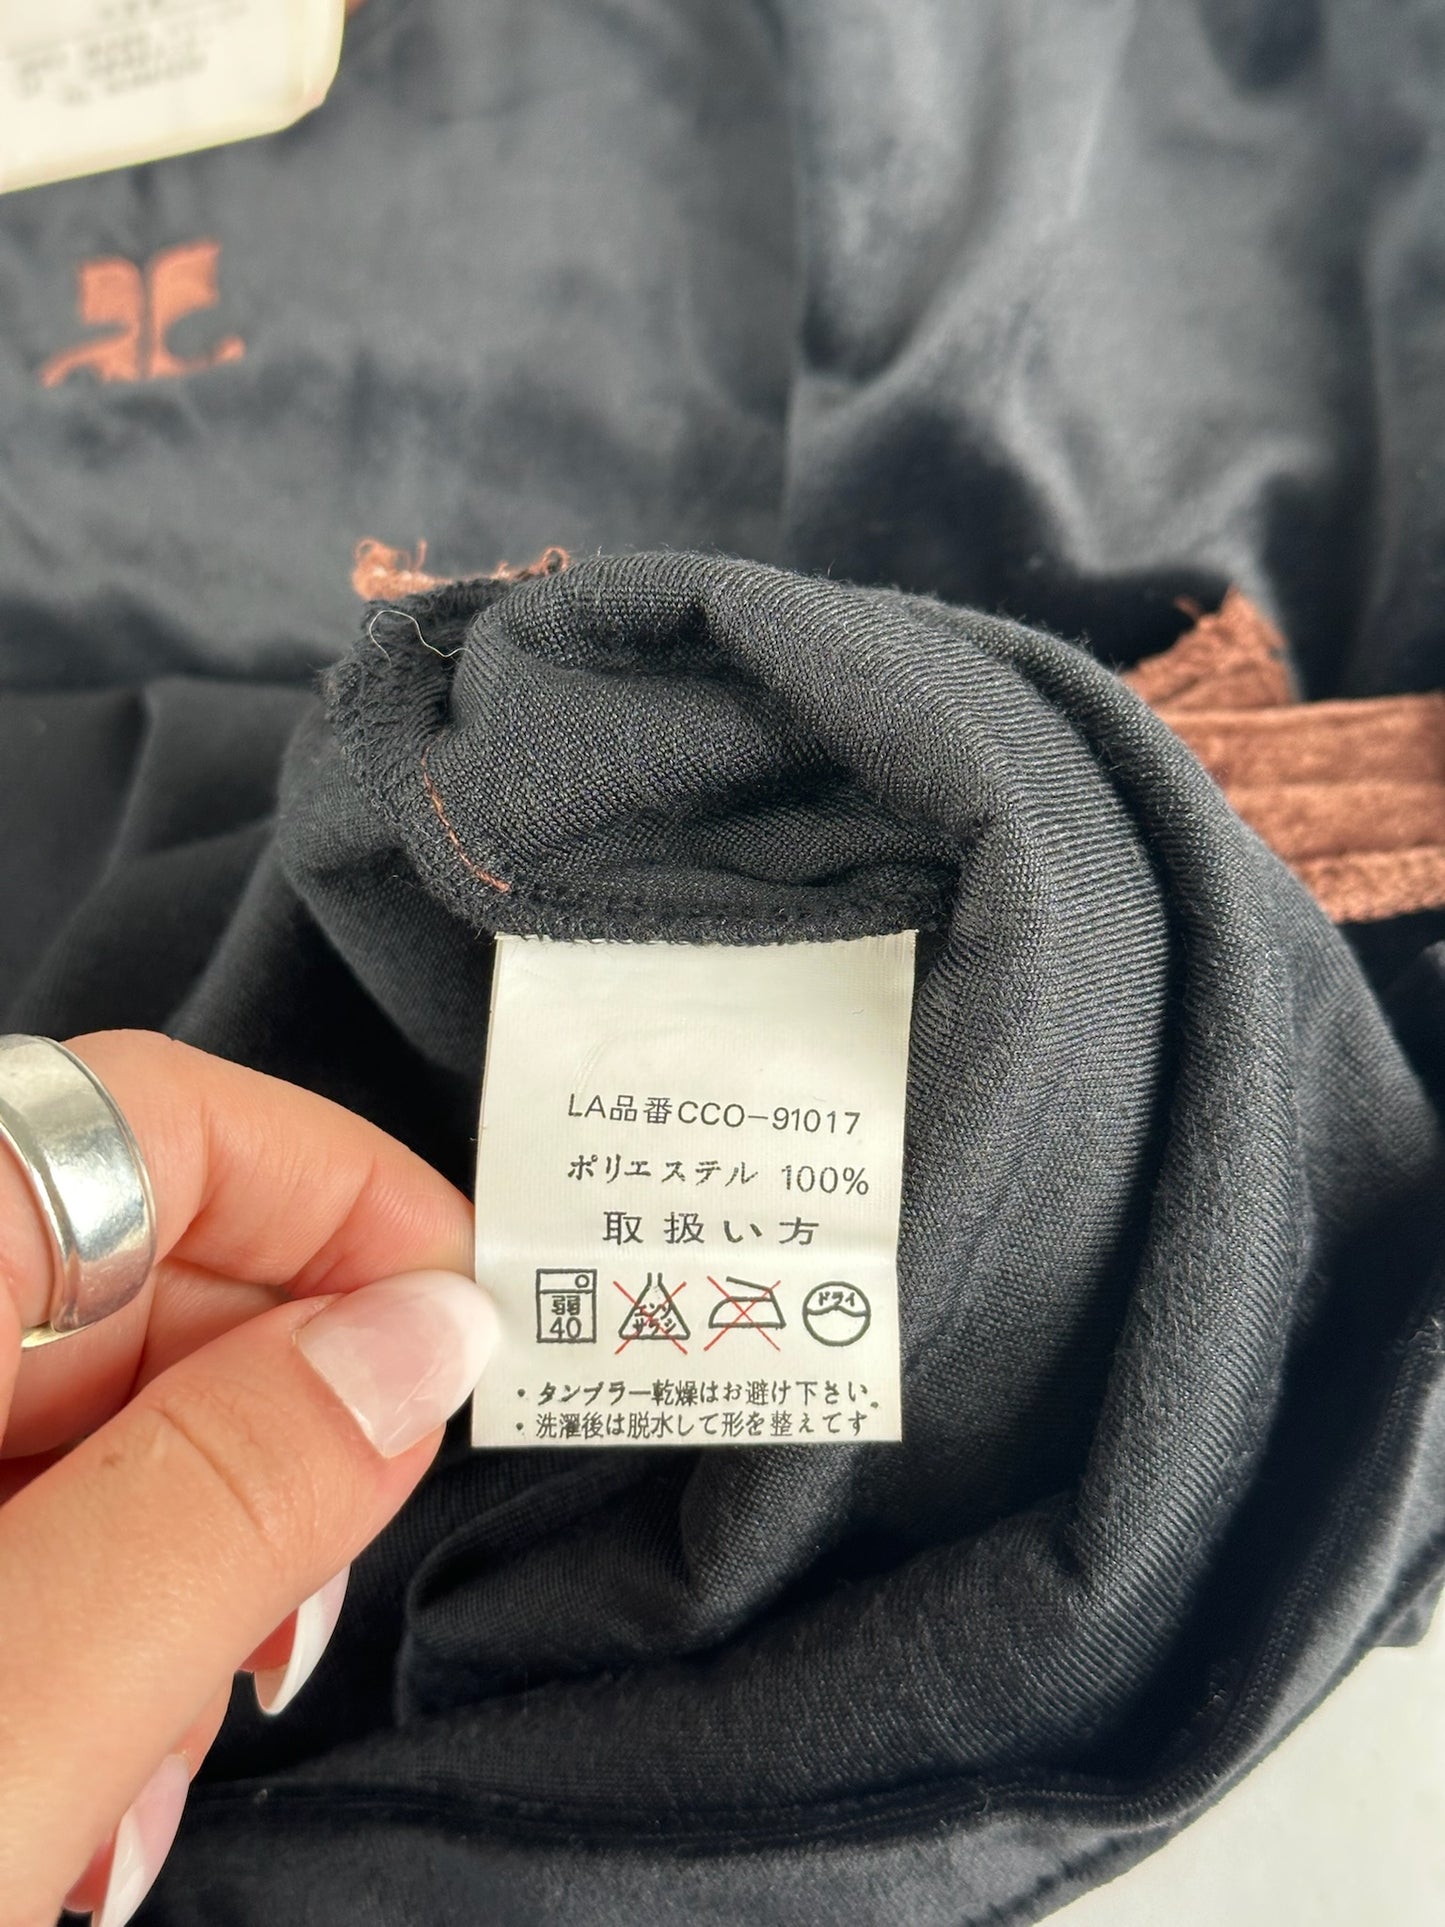 LA品番CCO-91017
ポリエステル 100%
取扱い方
弱
40
エンソ
サラシ
ドライ
・タンブラー乾燥はお避け下さい。
・洗濯後は脱水して形を整えてす